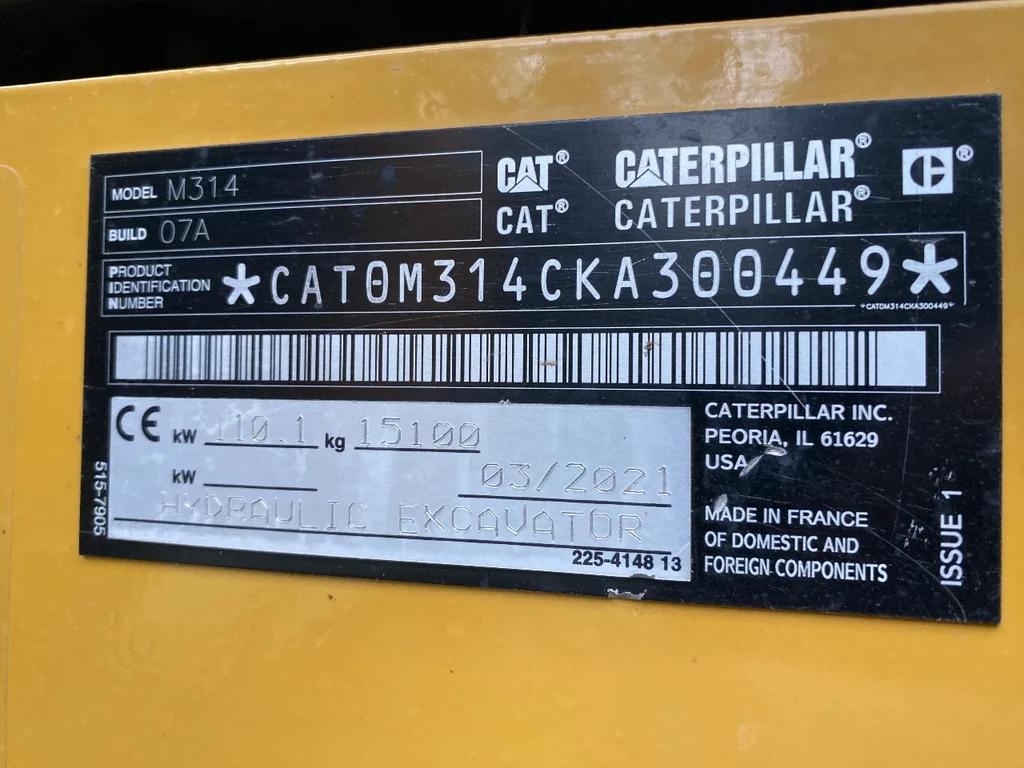 MODEL M314
BUILD 07A
CAT® CATERPILLAR® ®
CAT® CATERPILLAR®
PRODUCT IDENTIFICATION NUMBER *CAT0M314CKA300449*
*CAT0M314CKA300449*
CE kW 110.1 kg 15100
kW 03/2021
HYDRAULIC EXCAVATOR
225-4148 13
515-7905
CATERPILLAR INC.
PEORIA, IL 61629
USA
MADE IN FRANCE
OF DOMESTIC AND
FOREIGN COMPONENTS
ISSUE 1